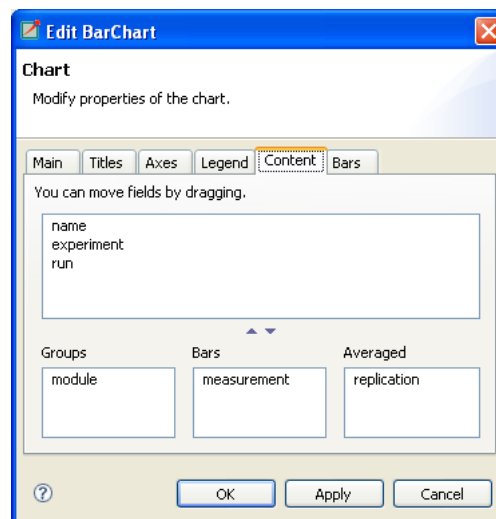 Edit BarChart
Chart
Modify properties of the chart.
Main Titles Axes Legend Content Bars
You can move fields by dragging.
name
experiment
run
Groups Bars Averaged
module measurement replication
? OK Apply Cancel